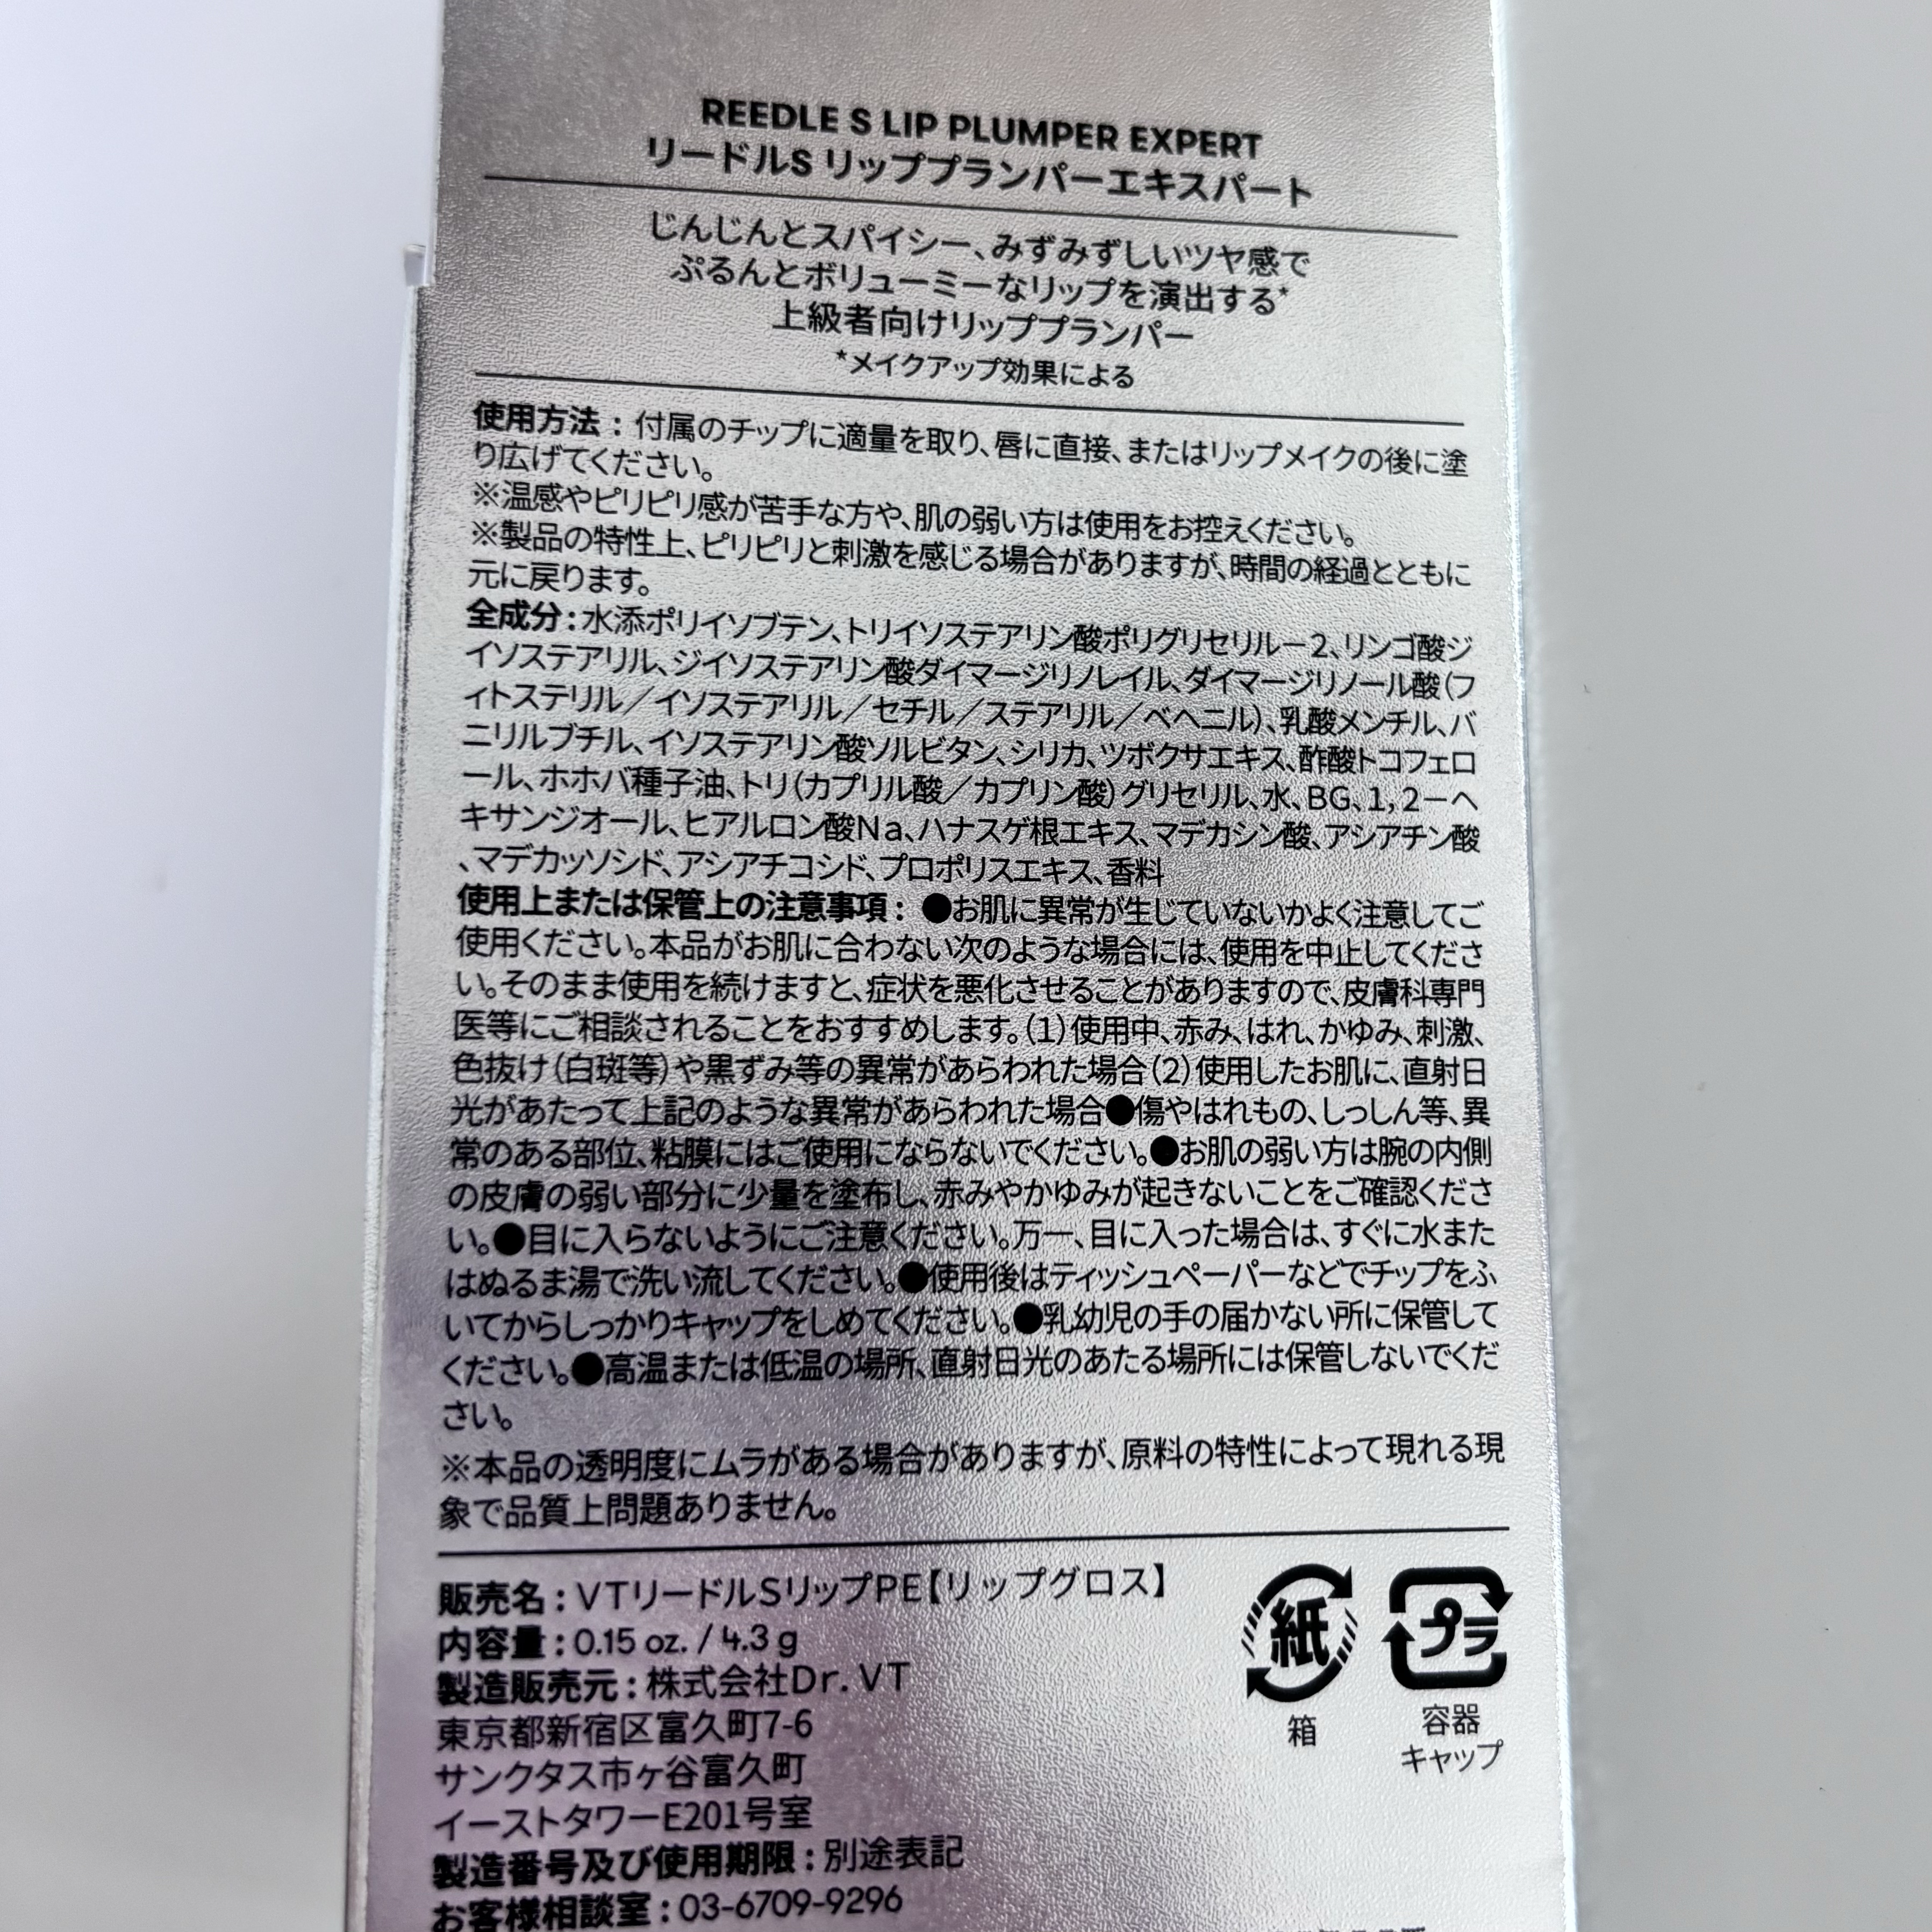 REEDLE S LIP PLUMPER EXPERT
リードルS リッププランパーエキスパート
じんじんとスパイシー、みずみずしいツヤ感で
ぷるんとボリューミーなリップを演出する*
上級者向けリッププランパー
*メイクアップ効果による
使用方法：付属のチップに適量を取り、唇に直接、またはリップメイクの後に塗
り広げてください。
※温感やピリピリ感が苦手な方や、肌の弱い方は使用をお控えください。
※製品の特性上、ピリピリと刺激を感じる場合がありますが、時間の経過とともに
元に戻ります。
全成分：水添ポリイソブテン、トリイソステアリン酸ポリグリセリル－2、リンゴ酸ジ
イソステアリル、ジイソステアリン酸ダイマージリノレイル、ダイマージリノール酸（フ
ィトステリル／イソステアリル／セチル／ステアリル／ベヘニル）、乳酸メンチル、バ
ニリルブチル、イソステアリン酸ソルビタン、シリカ、ツボクサエキス、酢酸トコフェロ
ール、ホホバ種子油、トリ（カプリル酸／カプリン酸）グリセリル、水、BG、1，2－ヘ
キサンジオール、ヒアルロン酸Na、ハナスゲ根エキス、マデカシン酸、アシアチン酸
、マデカッソシド、アシアチコシド、プロポリスエキス、香料
使用上または保管上の注意事項：●お肌に異常が生じていないかよく注意してご
使用ください。本品がお肌に合わない次のような場合には、使用を中止してくださ
い。そのまま使用を続けますと、症状を悪化させることがありますので、皮膚科専門
医等にご相談されることをおすすめします。（1）使用中、赤み、はれ、かゆみ、刺激、
色抜け（白斑等）や黒ずみ等の異常があらわれた場合（2）使用したお肌に、直射日
光があたって上記のような異常があらわれた場合●傷やはれもの、しっしん等、異
常のある部位、粘膜にはご使用にならないでください。●お肌の弱い方は腕の内側
の皮膚の弱い部分に少量を塗布し、赤みやかゆみが起きないことをご確認くださ
い。●目に入らないようにご注意ください。万一、目に入った場合は、すぐに水また
はぬるま湯で洗い流してください。●使用後はティッシュペーパーなどでチップをふ
いてからしっかりキャップをしめてください。●乳幼児の手の届かない所に保管して
ください。●高温または低温の場所、直射日光のあたる場所には保管しないでくだ
さい。
※本品の透明度にムラがある場合がありますが、原料の特性によって現れる現
象で品質上問題ありません。
販売名：VTリードルSリップPE【リップグロス】
内容量：0.15 oz. / 4.3 g
製造販売元：株式会社Dr. VT
東京都新宿区富久町7-6
サンクタス市ヶ谷富久町
イーストタワーE201号室
製造番号及び使用期限：別途表記
お客様相談室：03-6709-9296
紙
箱
プラ
容器
キャップ